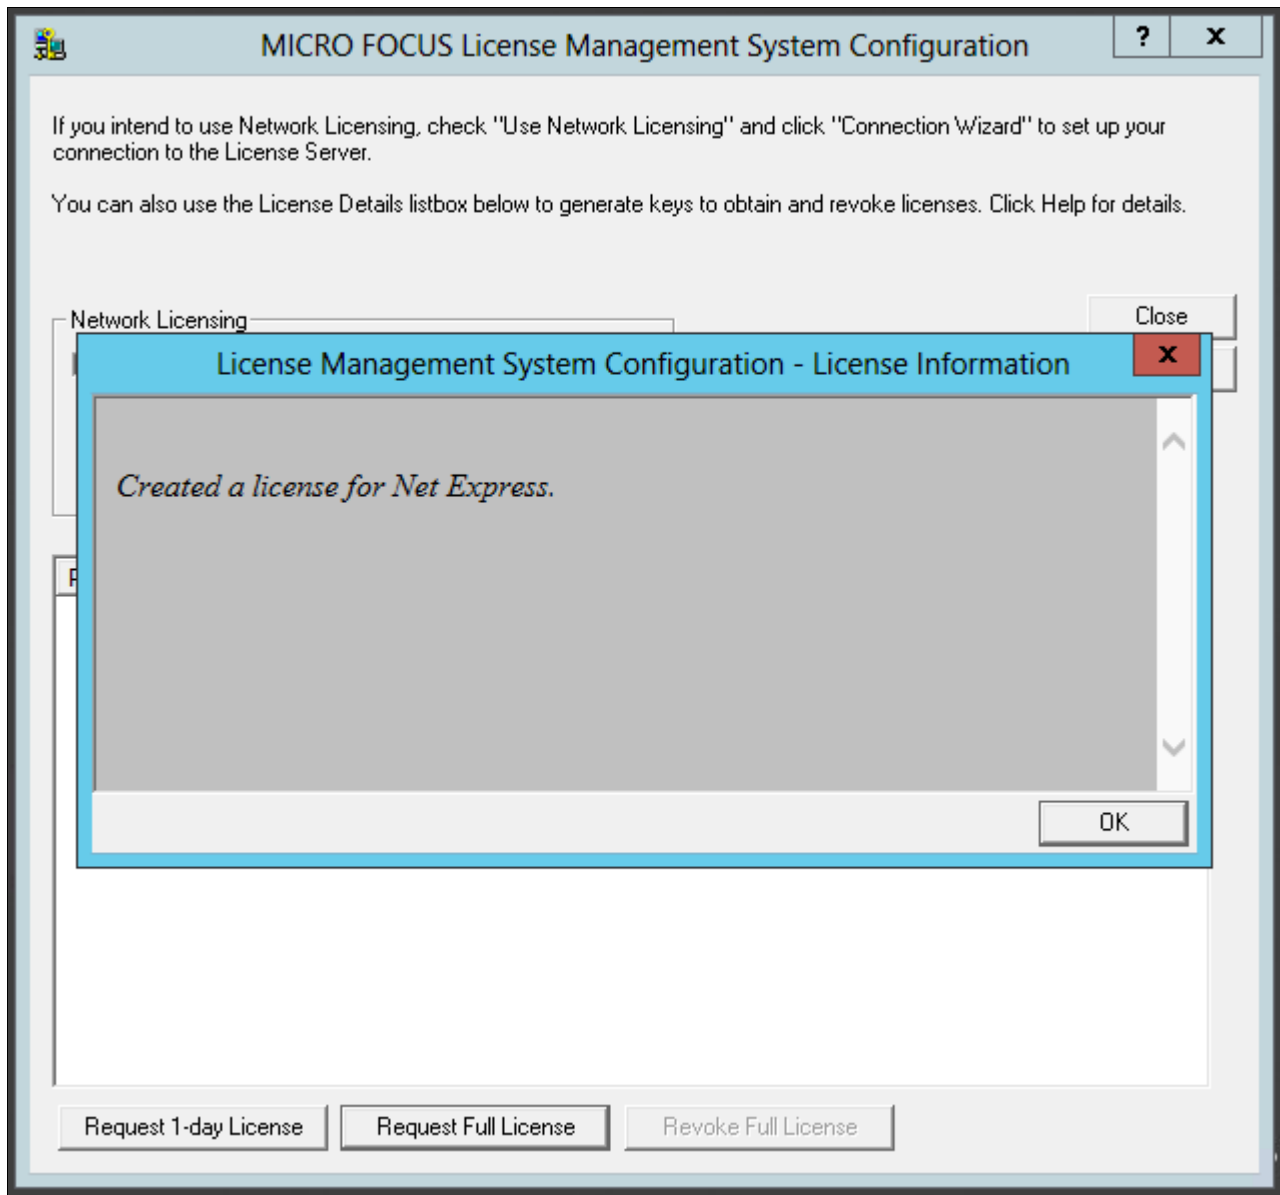 MICRO FOCUS License Management System Configuration
?
x
If you intend to use Network Licensing, check "Use Network Licensing" and click "Connection Wizard" to set up your
connection to the License Server.
You can also use the License Details listbox below to generate keys to obtain and revoke licenses. Click Help for details.
Network Licensing
Close
License Management System Configuration - License Information
x
Created a license for Net Express.
OK
Request 1-day License
Request Full License
Revoke Full License